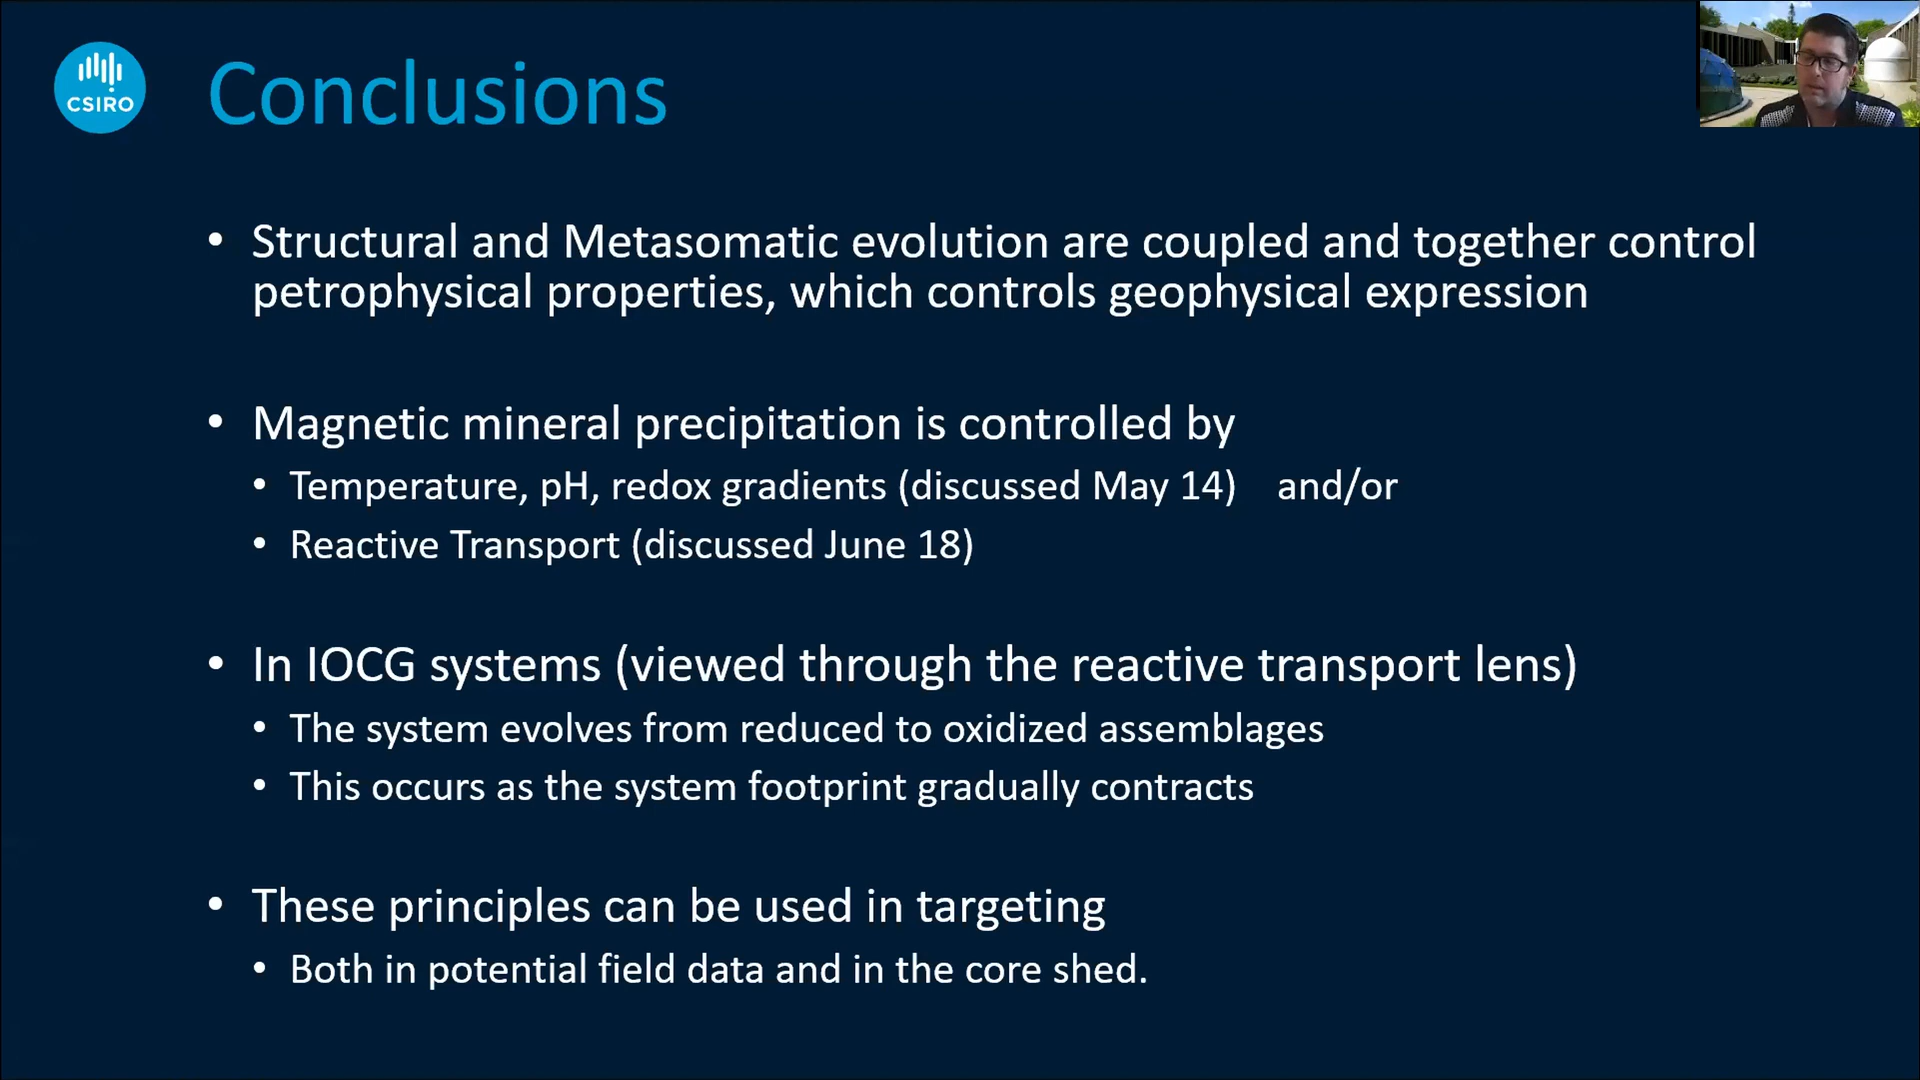 CSIRO
Conclusions
• Structural and Metasomatic evolution are coupled and together control
petrophysical properties, which controls geophysical expression
• Magnetic mineral precipitation is controlled by
• Temperature, pH, redox gradients (discussed May 14) and/or
• Reactive Transport (discussed June 18)
• In IOCG systems (viewed through the reactive transport lens)
• The system evolves from reduced to oxidized assemblages
• This occurs as the system footprint gradually contracts
• These principles can be used in targeting
• Both in potential field data and in the core shed.